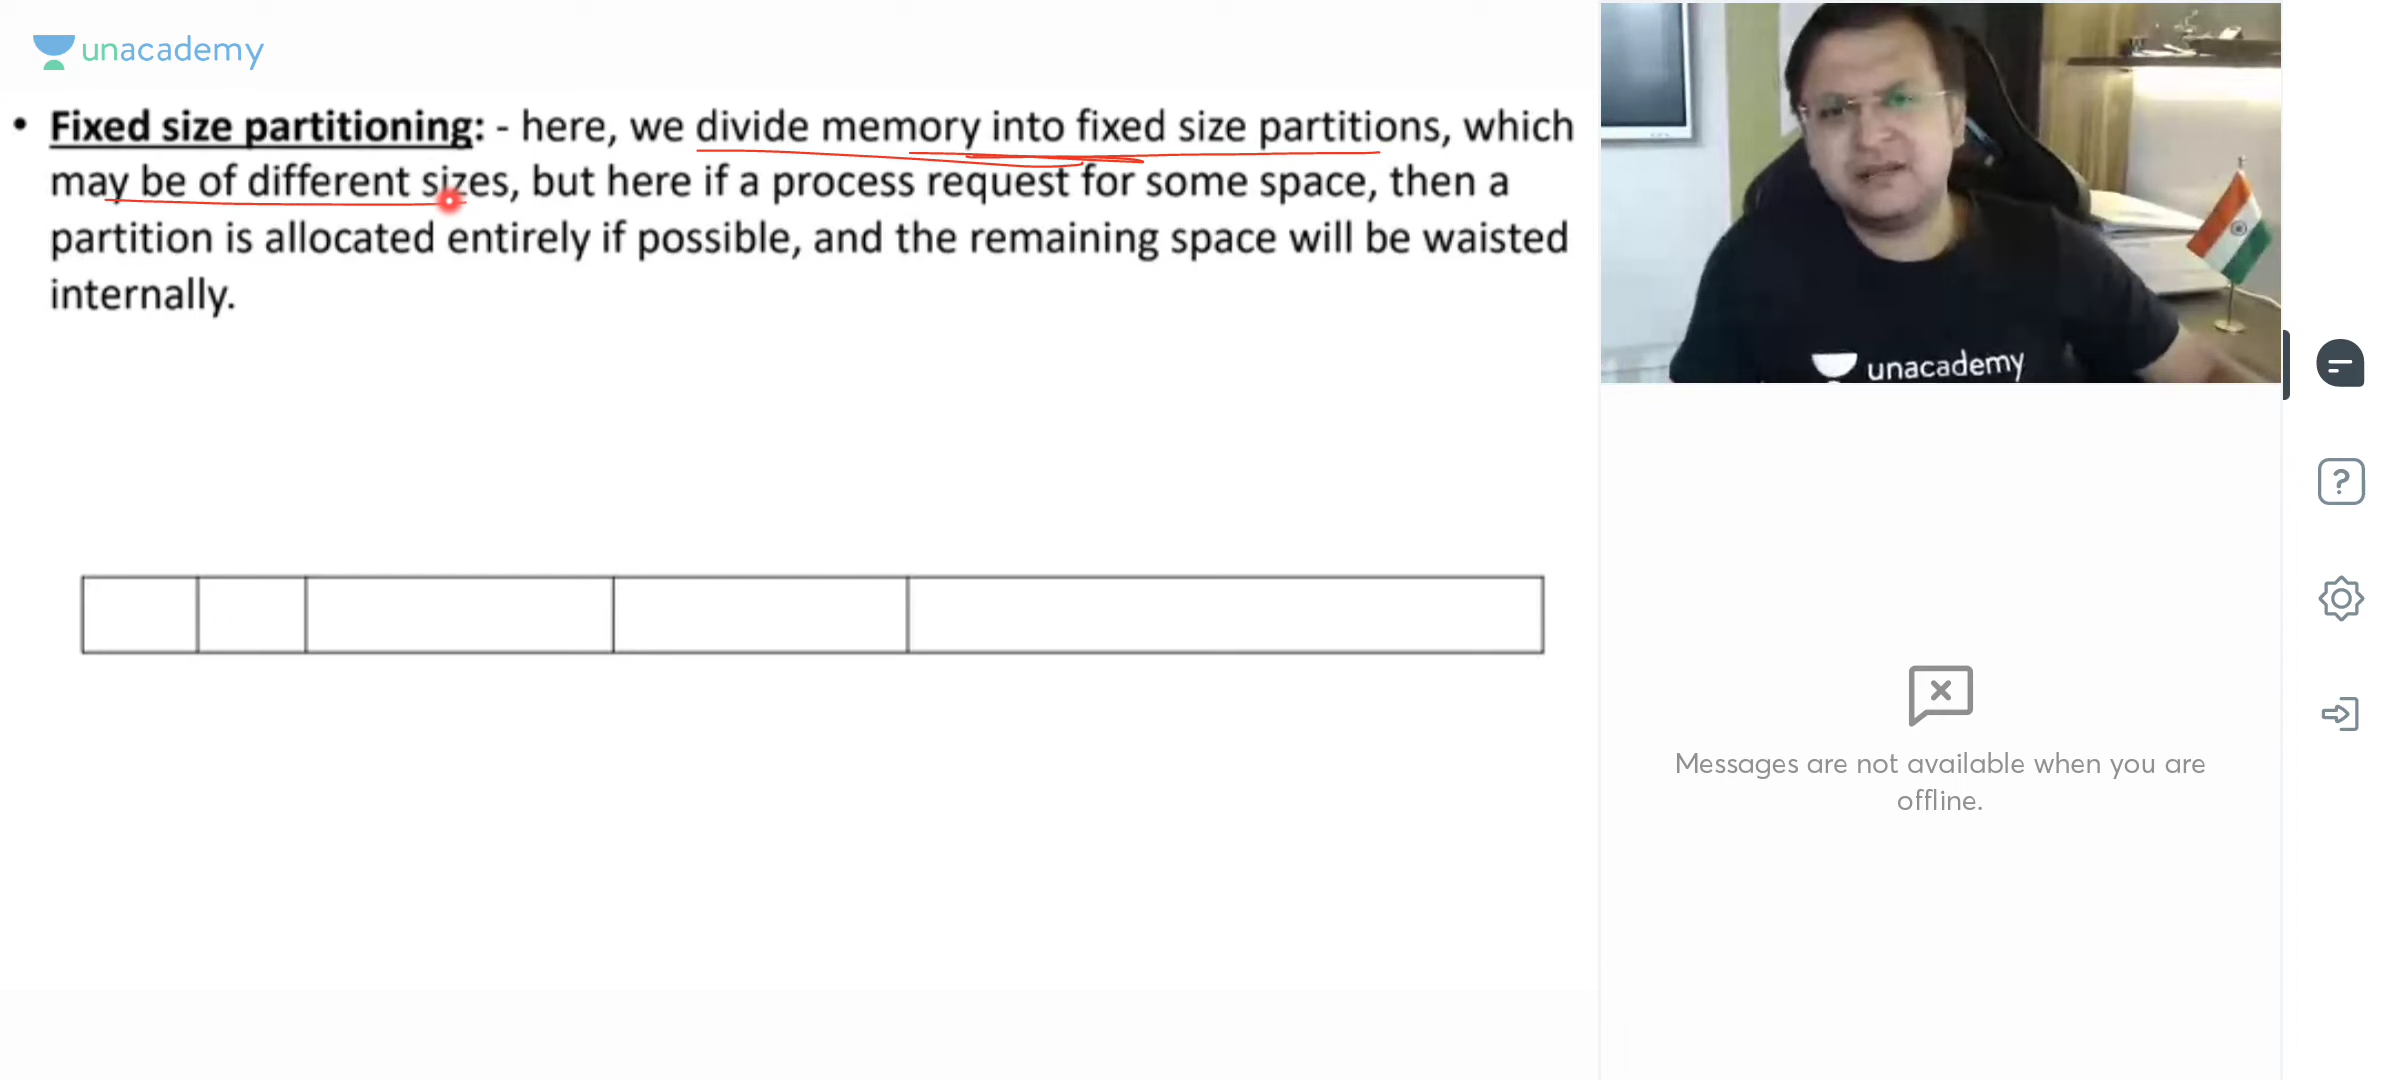 unacademy
• Fixed size partitioning: - here, we divide memory into fixed size partitions, which
may be of different sizes, but here if a process request for some space, then a
partition is allocated entirely if possible, and the remaining space will be waisted
internally.
unacademy
?
Messages are not available when you are
offline.